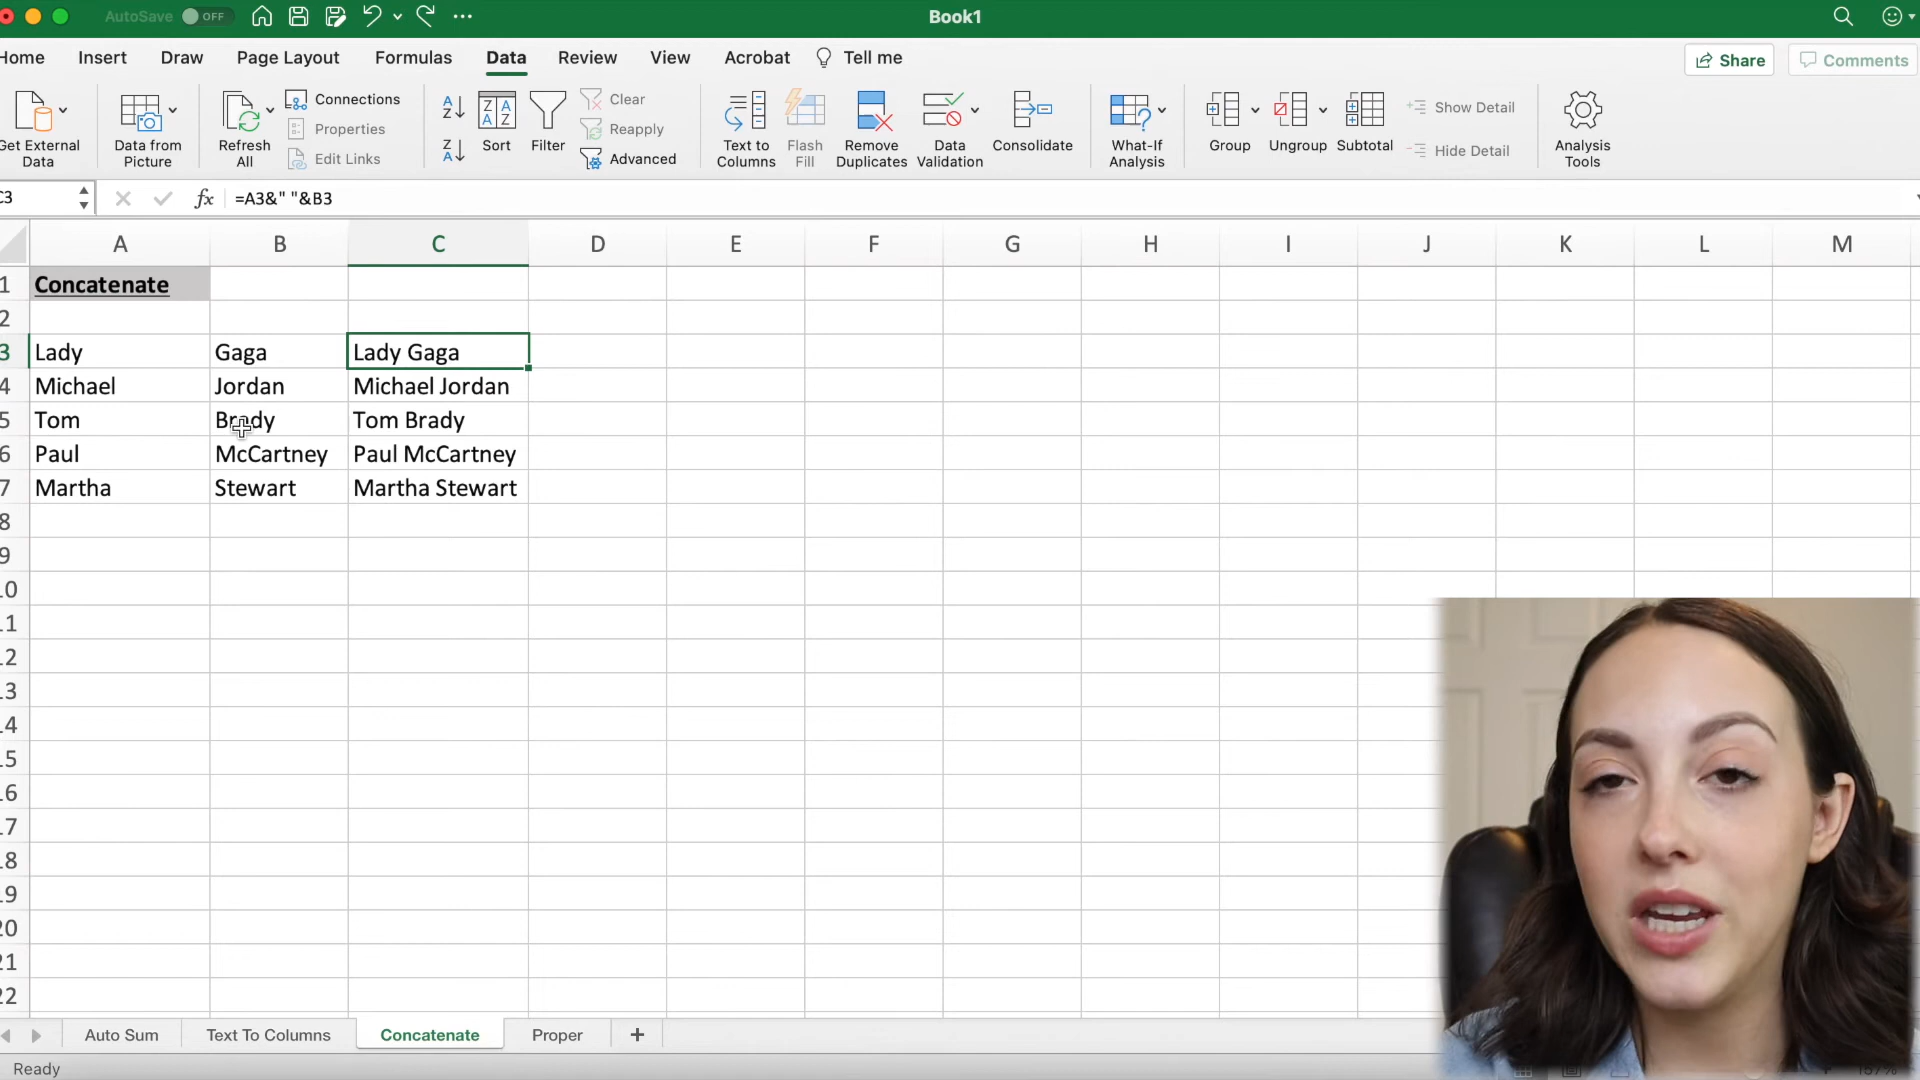 AutoSave OFF Book1
Home Insert Draw Page Layout Formulas Data Review View Acrobat Tell me Share Comments
Get External Data
Data from Picture
Refresh All
Connections
Properties
Edit Links
Sort
Filter
Clear
Reapply
Advanced
Text to Columns
Flash Fill
Remove Duplicates
Data Validation
Consolidate
What-If Analysis
Group
Ungroup
Subtotal
Show Detail
Hide Detail
Analysis Tools
C3 fx =A3&" "&B3
A B C D E F G H I J K L M
1 Concatenate
2
3 Lady Gaga Lady Gaga
4 Michael Jordan Michael Jordan
5 Tom Brady Tom Brady
6 Paul McCartney Paul McCartney
7 Martha Stewart Martha Stewart
8
9
10
11
12
13
14
15
16
17
18
19
20
21
22
Auto Sum Text To Columns Concatenate Proper +
Ready 157%